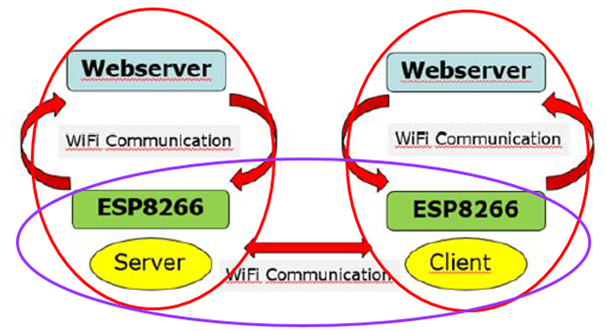 Webserver
Webserver
WiFi Communication
WiFi Communication
ESP8266
ESP8266
Server
Client
WiFi Communication